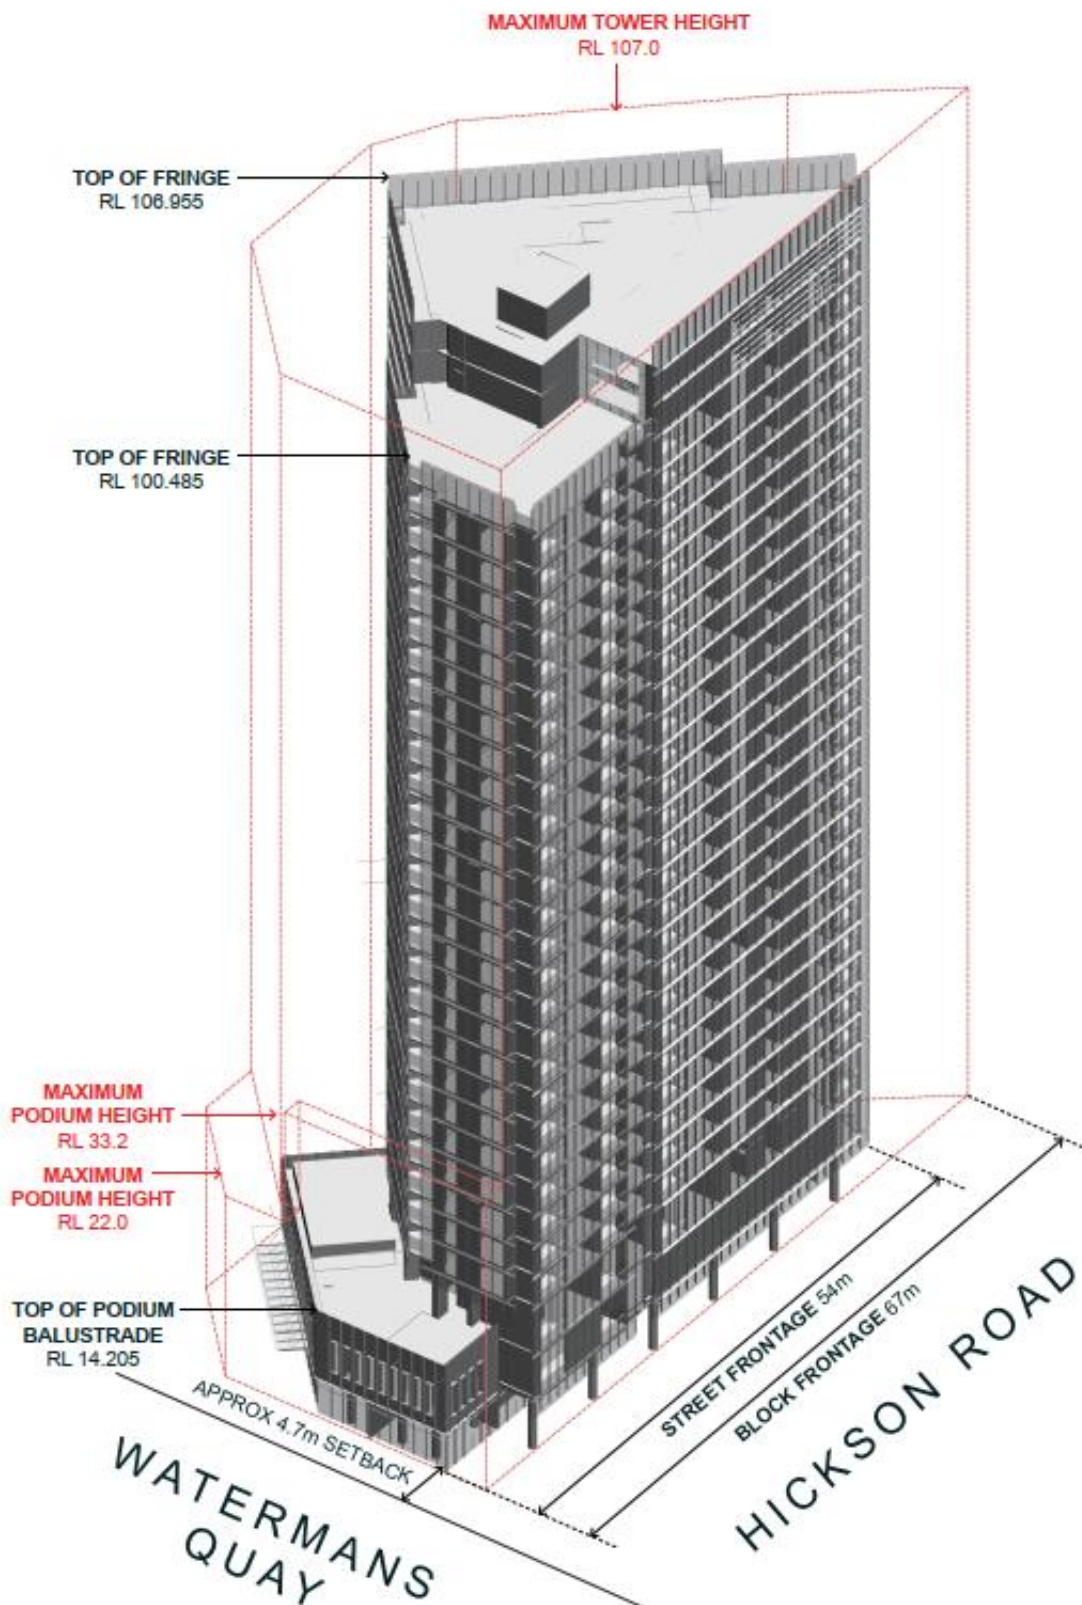 MAXIMUM TOWER HEIGHT
RL 107.0
TOP OF FRINGE
RL 106.955
TOP OF FRINGE
RL 100.485
MAXIMUM
PODIUM HEIGHT
RL 33.2
MAXIMUM
PODIUM HEIGHT
RL 22.0
TOP OF PODIUM
BALUSTRADE
RL 14.205
APPROX 4.7m SETBACK
WATERMANS
QUAY
STREET FRONTAGE 54m
BLOCK FRONTAGE 67m
HICKSON ROAD